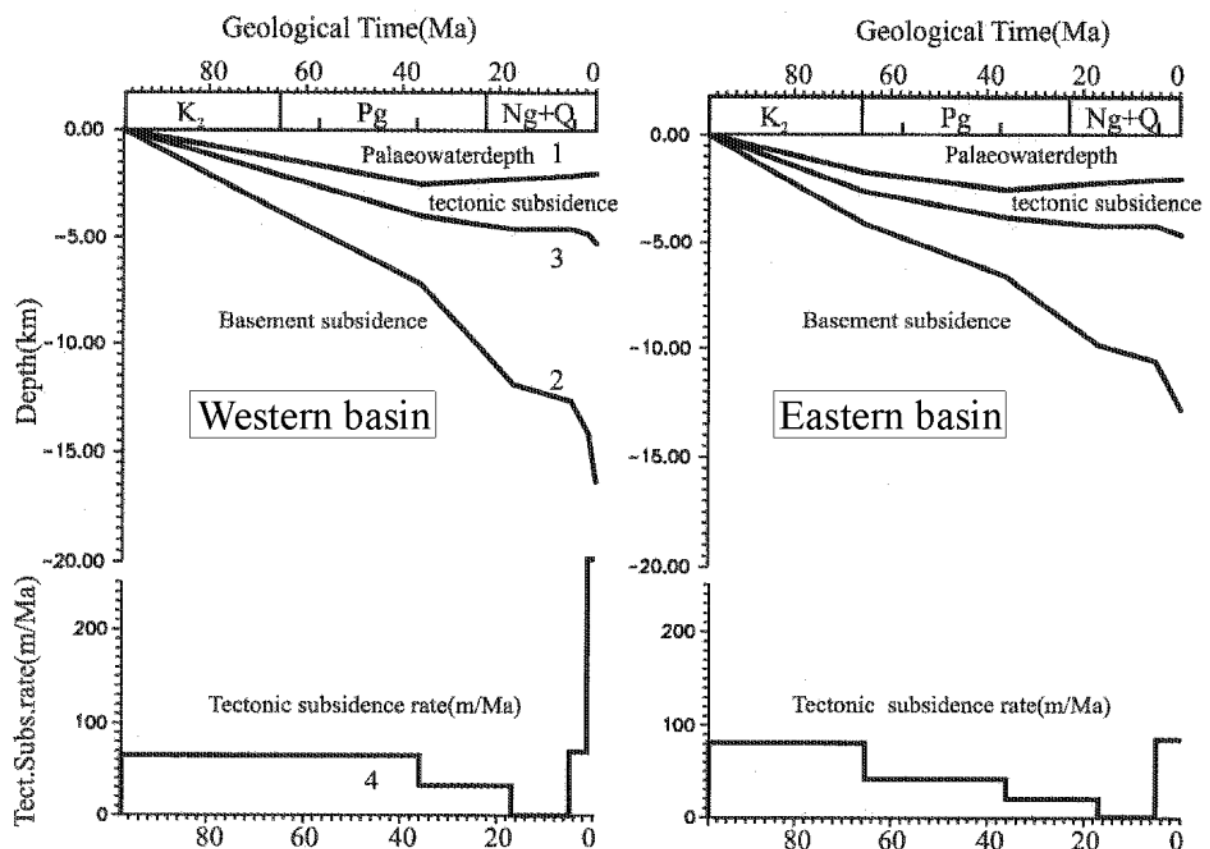 Geological Time(Ma)
80 60 40 20 0
K₂ Pg Ng+Q
0.00
Palaeowaterdepth 1
tectonic subsidence
-5.00
3
Basement subsidence
-10.00
2
Western basin
-15.00
-20.00
Depth(km)
200
Tectonic subsidence rate(m/Ma)
100
4
0
Tect.Subs.rate(m/Ma)
80 60 40 20 0
Geological Time(Ma)
80 60 40 20 0
K₂ Pg Ng+Q
0.00
Palaeowaterdepth
tectonic subsidence
-5.00
Basement subsidence
-10.00
Eastern basin
-15.00
-20.00
200
Tectonic subsidence rate(m/Ma)
100
0
80 60 40 20 0